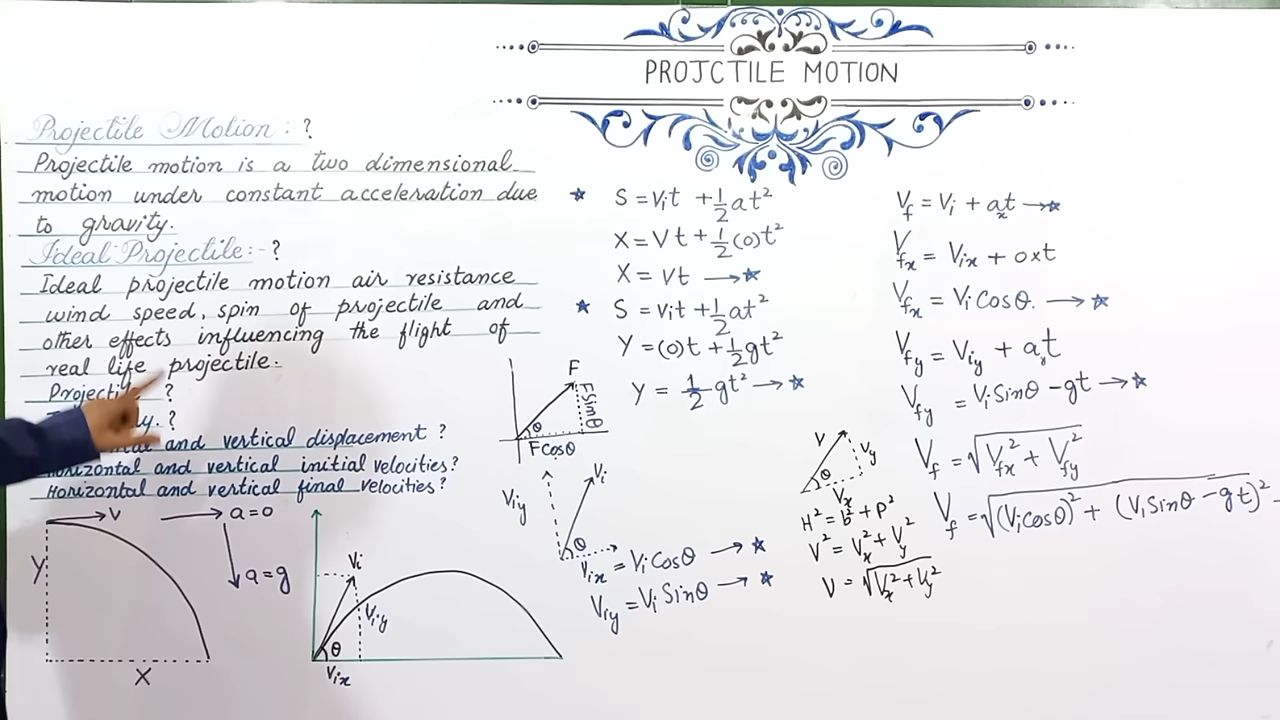 PROJCTILE MOTION
Projectile Motion : ?
Projectile motion is a two dimensional
motion under constant acceleration due
to gravity.
Ideal Projectile:-?
Ideal projectile motion air resistance
wind speed, spin of projectile and
other effects influencing the flight of
real life projectile:-
?
?
and vertical displacement ?
Horizontal and vertical initial velocities?
Horizontal and vertical final velocities?
V
a=0
a=g
Y
X
Vi
Viy
θ
Vix
F
FSinθ
θ
FCosθ
Viy
Vi
θ
Vix = ViCosθ → ★
Viy = Vi Sinθ → ★
★ S = Vit + 1/2 at²
X = Vt + 1/2 (0)t²
X = Vt → ★
★ S = Vit + 1/2 at²
Y = (0)t + 1/2 gt²
Y = 1/2 gt² → ★
V
Vy
θ
Vx
H² = b² + P²
V² = Vx² + Vy²
V = √Vx² + Vy²
Vf = Vi + axt → ★
Vfx = Vix + 0xt
Vfx = ViCosθ. → ★
Vfy = Viy + ayt
Vfy = ViSinθ - gt → ★
Vf = √Vfx² + Vfy²
Vf = √(ViCosθ)² + (ViSinθ - gt)²